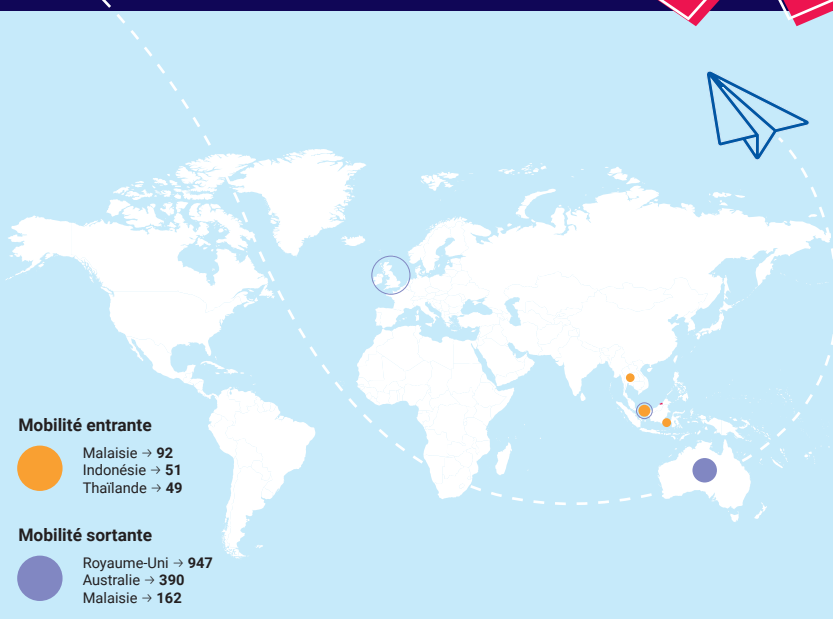 Mobilité entrante
Malaisie → 92
Indonésie → 51
Thaïlande → 49
Mobilité sortante
Royaume-Uni → 947
Australie → 390
Malaisie → 162